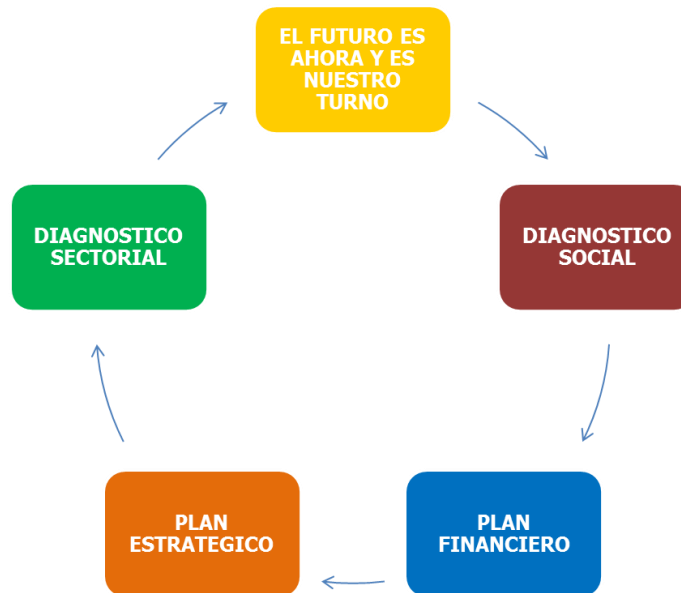 EL FUTURO ES
AHORA Y ES
NUESTRO
TURNO
DIAGNOSTICO
SOCIAL
PLAN
FINANCIERO
PLAN
ESTRATEGICO
DIAGNOSTICO
SECTORIAL